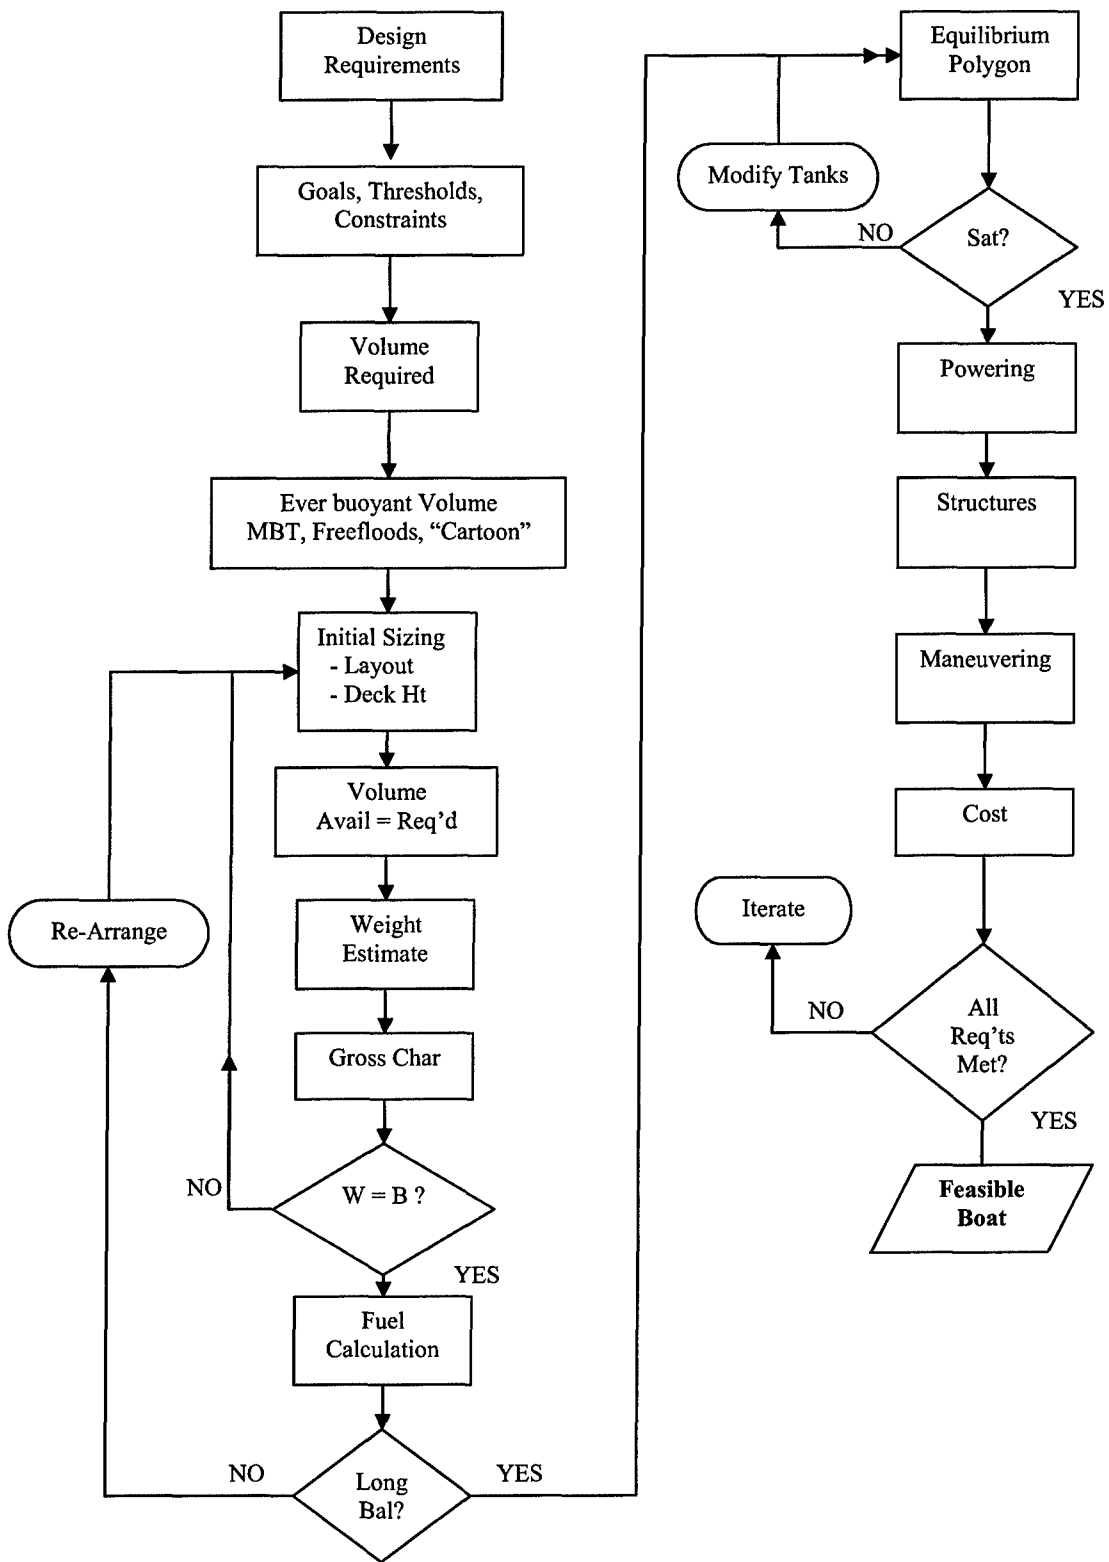 Design
Requirements
Goals, Thresholds,
Constraints
Volume
Required
Ever buoyant Volume
MBT, Freefloods, “Cartoon”
Initial Sizing
- Layout
- Deck Ht
Volume
Avail = Req’d
Re-Arrange
Weight
Estimate
Gross Char
W = B ?
NO
YES
Fuel
Calculation
Long
Bal?
NO
YES
Equilibrium
Polygon
Modify Tanks
Sat?
NO
YES
Powering
Structures
Maneuvering
Cost
Iterate
All
Req’ts
Met?
NO
YES
Feasible
Boat